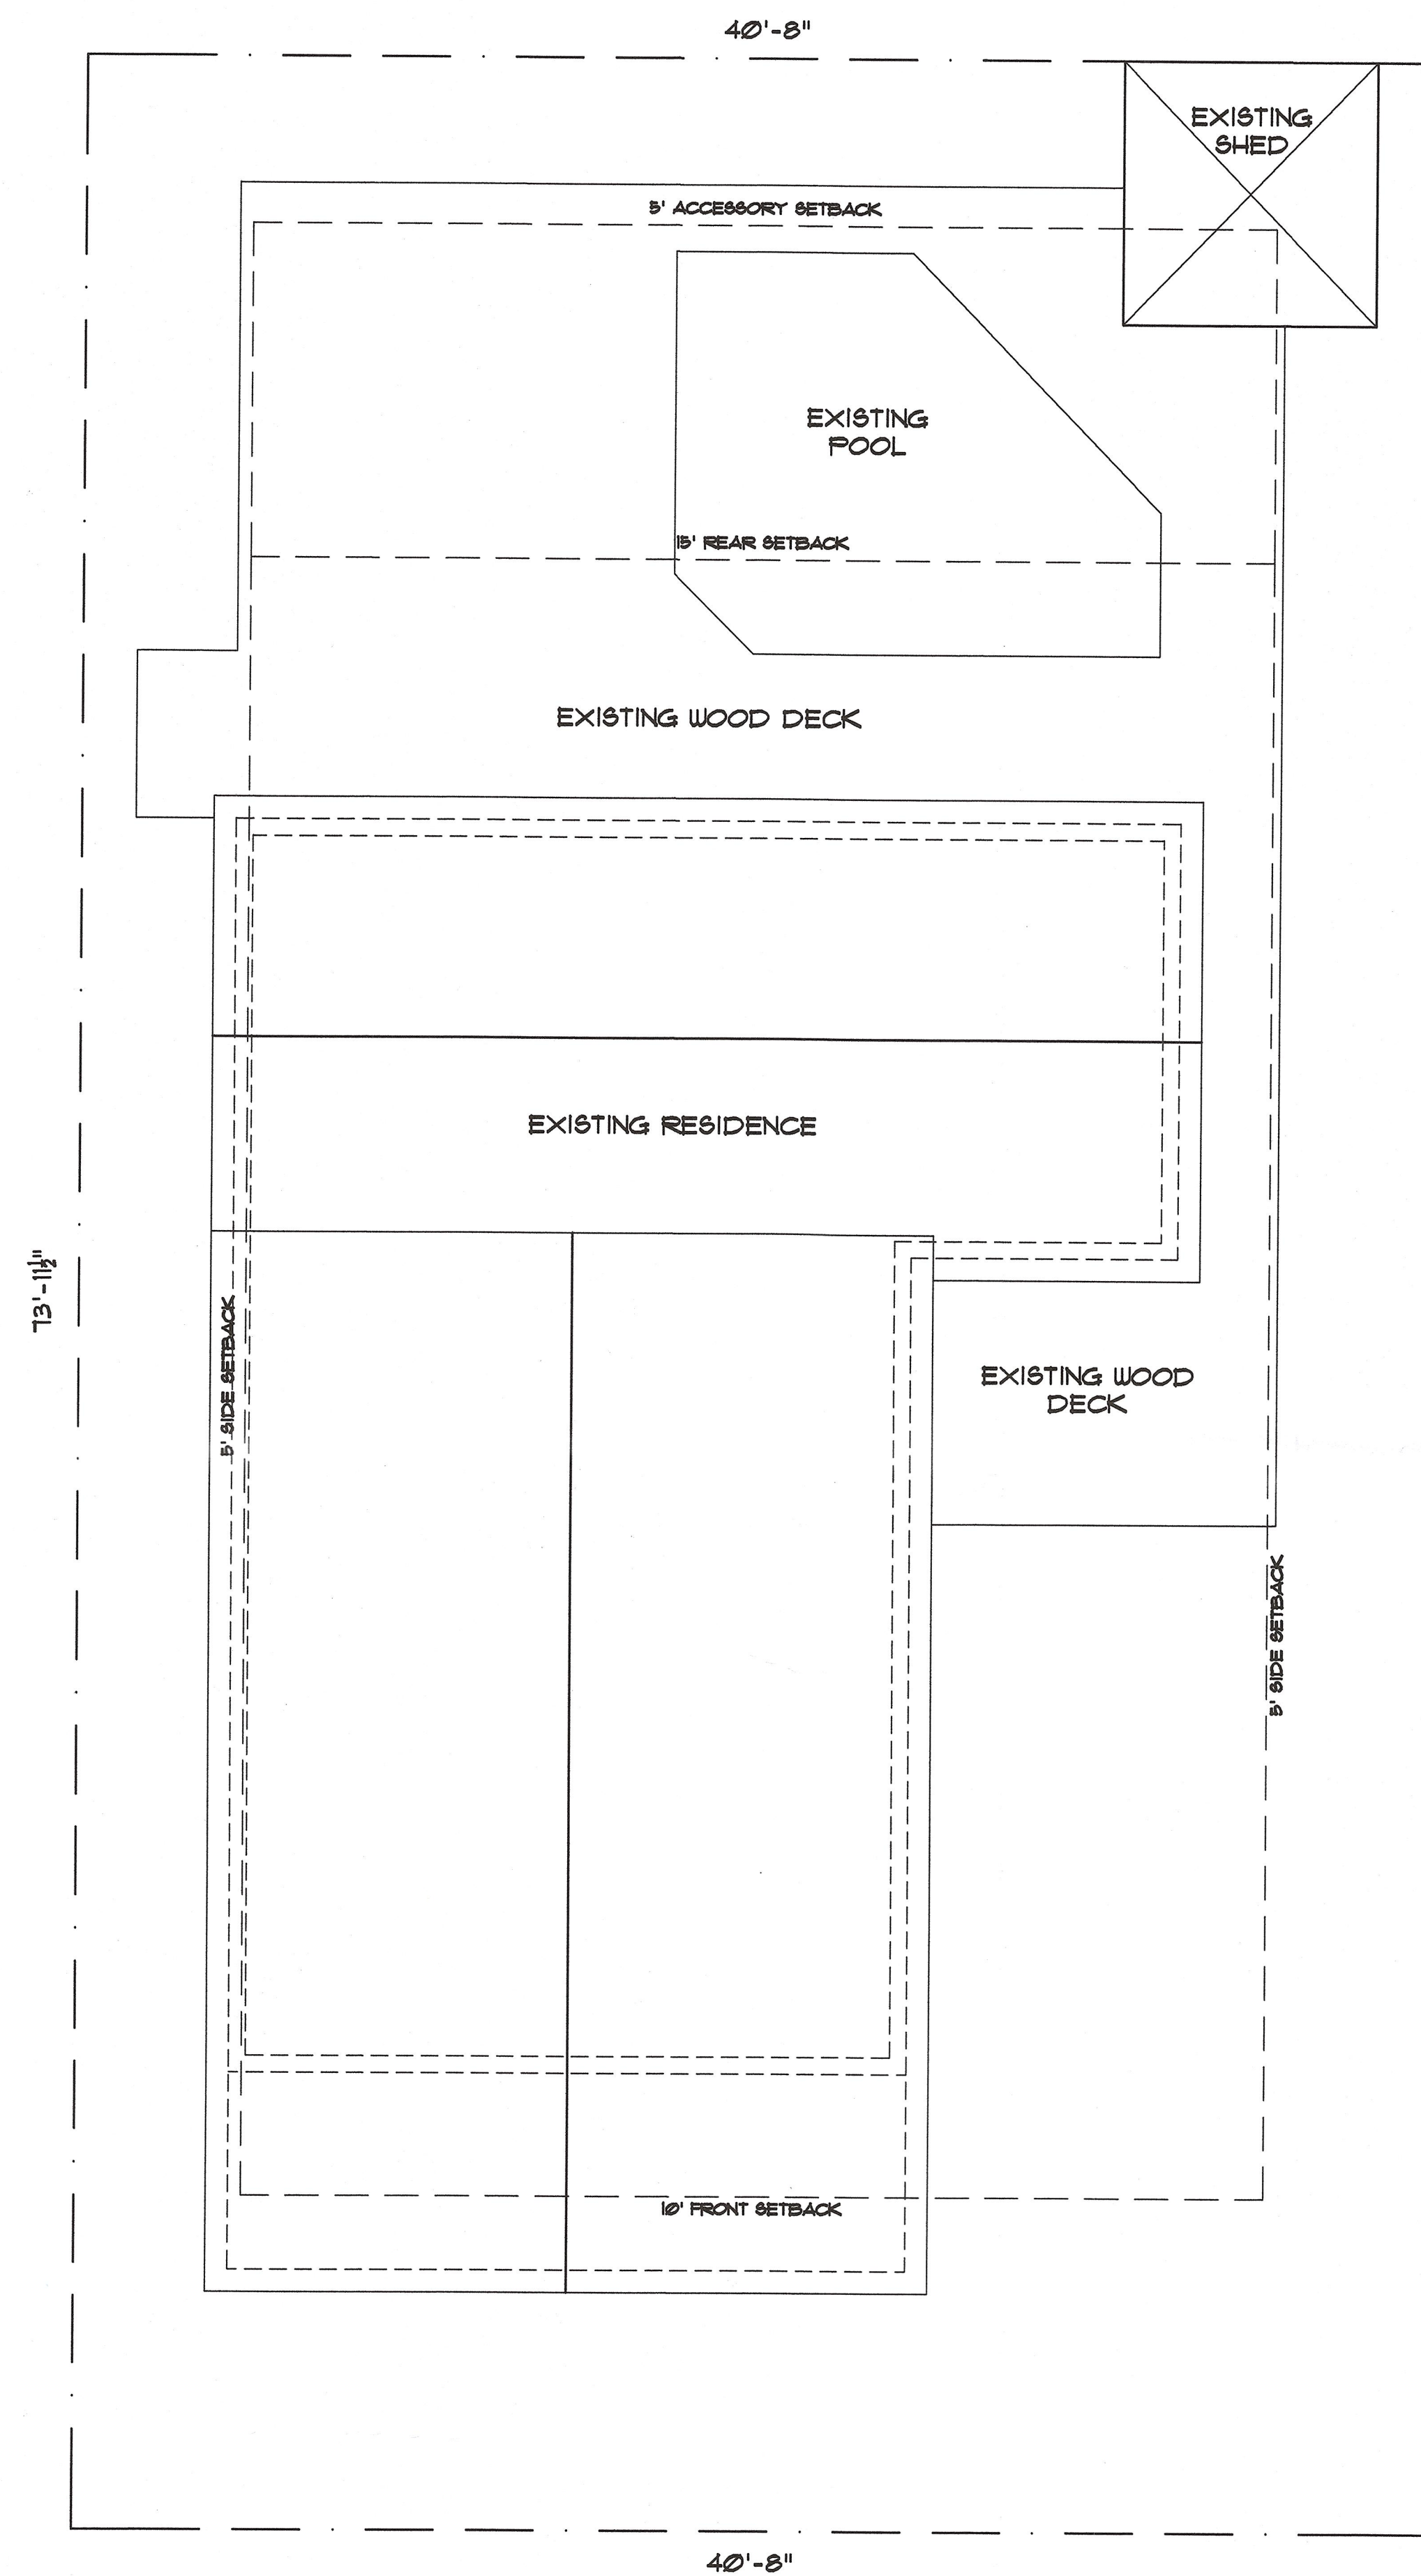 40'-8"
EXISTING
SHED
5' ACCESSORY SETBACK
EXISTING
POOL
15' REAR SETBACK
EXISTING WOOD DECK
EXISTING RESIDENCE
73'-11½"
5' SIDE SETBACK
EXISTING WOOD
DECK
5' SIDE SETBACK
10' FRONT SETBACK
40'-8"